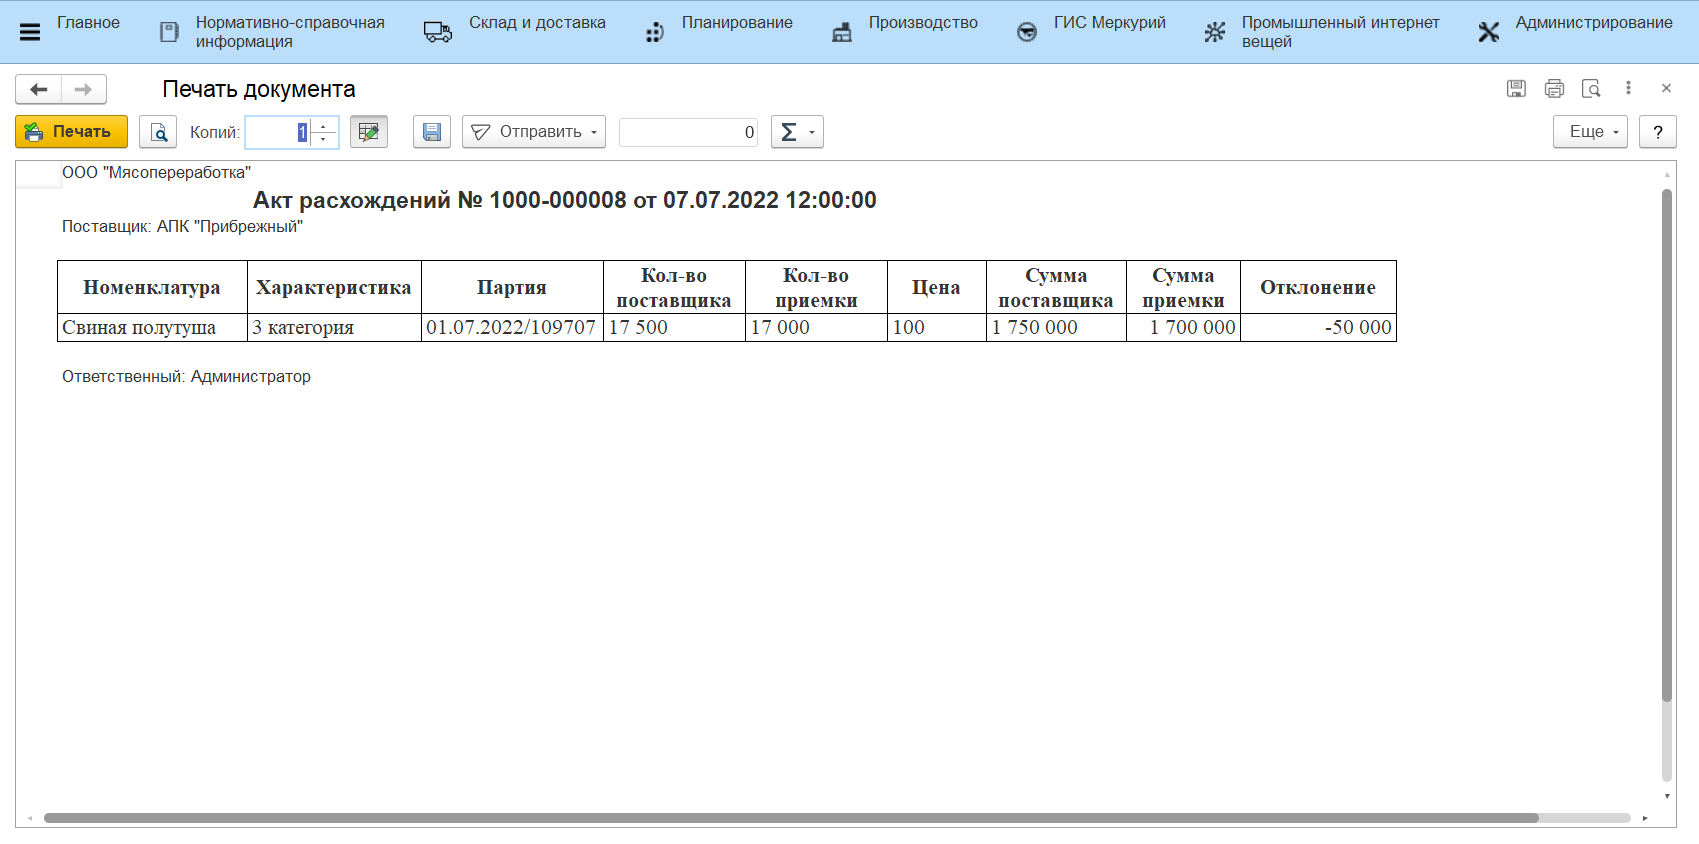 Главное
Нормативно-справочная
информация
Склад и доставка
Планирование
Производство
ГИС Меркурий
Промышленный интернет
вещей
Администрирование
Печать документа
Печать
Копий: 1
Отправить
0
Σ
Еще
?
ООО "Мясопереработка"
Акт расхождений № 1000-000008 от 07.07.2022 12:00:00
Поставщик: АПК "Прибрежный"
Номенклатура Характеристика Партия Кол-во поставщика Кол-во приемки Цена Сумма поставщика Сумма приемки Отклонение
Свиная полутуша 3 категория 01.07.2022/109707 17 500 17 000 100 1 750 000 1 700 000 -50 000
Ответственный: Администратор